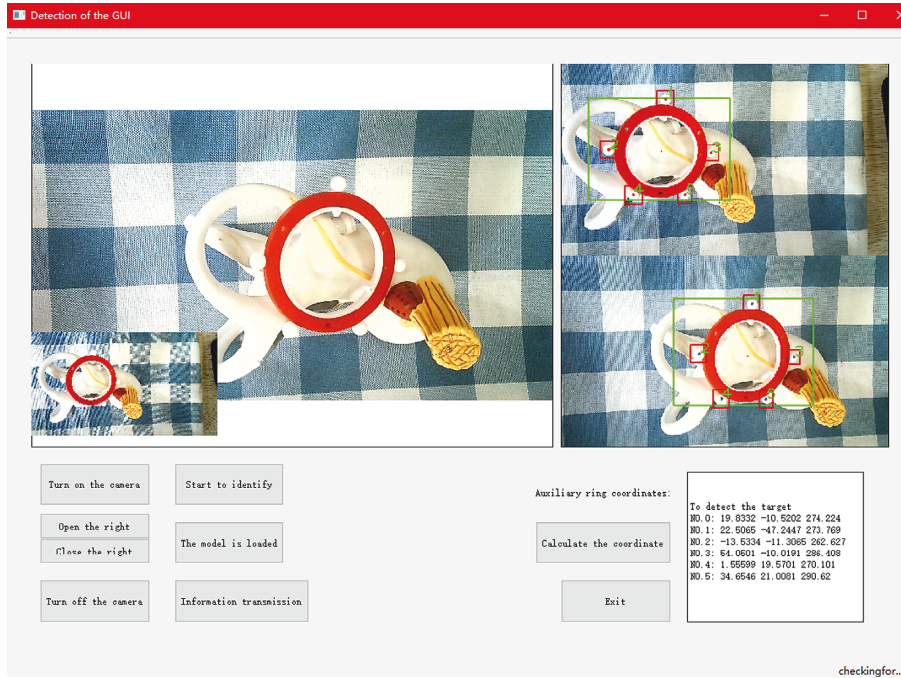 Detection of the GUI
Turn on the camera
Start to identify
Open the right
Close the right
The model is loaded
Turn off the camera
Information transmission
Auxiliary ring coordinates:
Calculate the coordinate
Exit
To detect the target
NO.0: 19.8332 -10.5202 274.224
NO.1: 22.5065 -47.2447 273.769
NO.2: -13.5334 -11.3065 262.627
NO.3: 54.0501 -10.0191 286.408
NO.4: 1.55599 19.5701 270.101
NO.5: 34.6546 21.0081 290.62
checkingfor..